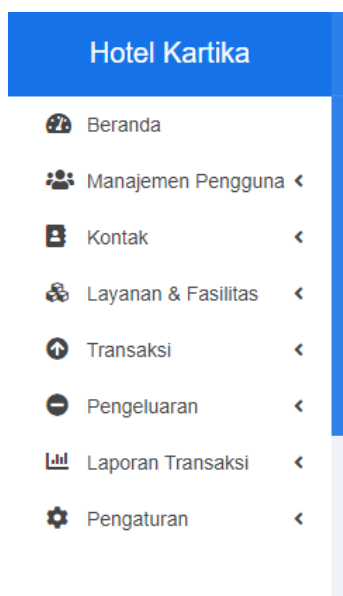 Hotel Kartika
Beranda
Manajemen Pengguna
Kontak
Layanan & Fasilitas
Transaksi
Pengeluaran
Laporan Transaksi
Pengaturan